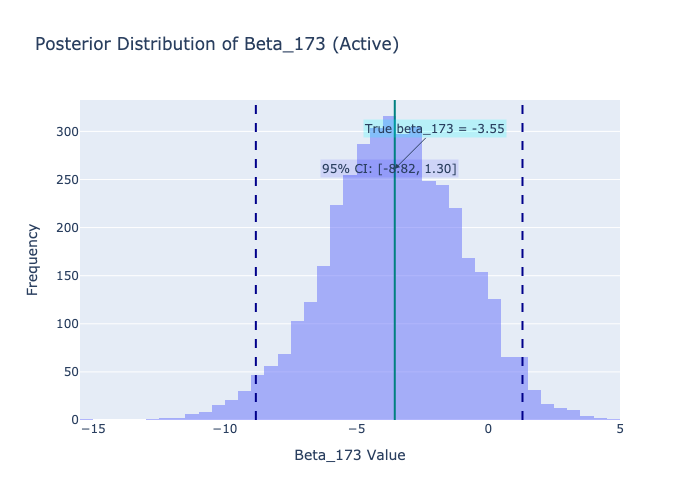 Posterior Distribution of Beta_173 (Active)
True beta_173 = -3.55
95% CI: [-8.82, 1.30]
Frequency
300
250
200
150
100
50
0
−15
−10
−5
0
5
Beta_173 Value